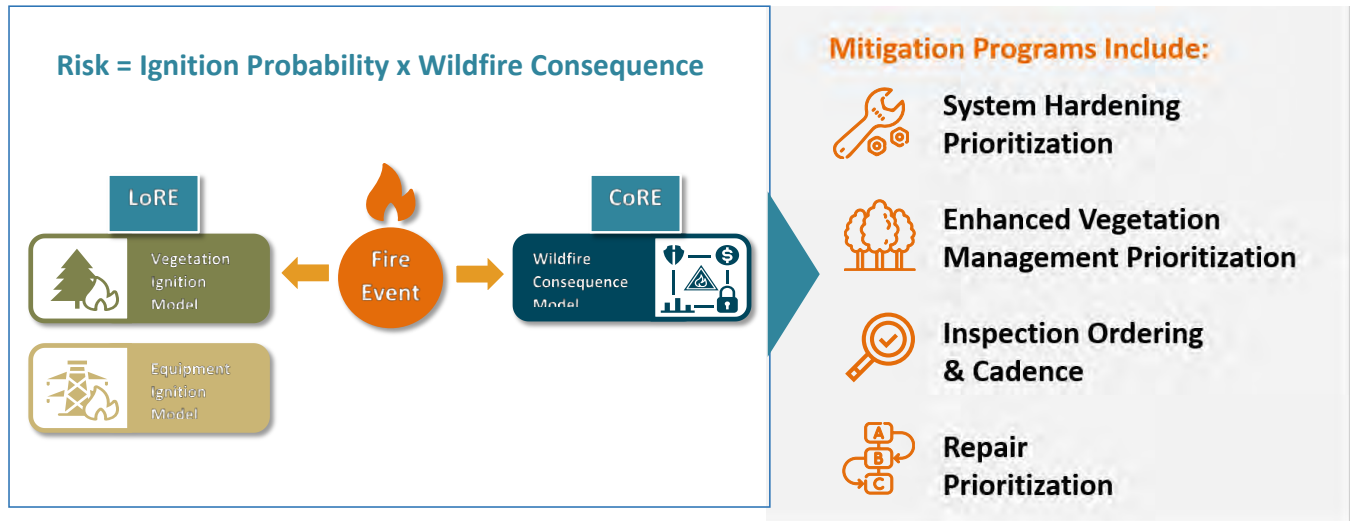 Risk = Ignition Probability x Wildfire Consequence
LoRE
Vegetation
Ignition
Model
Equipment
Ignition
Model
Fire
Event
CoRE
Wildfire
Consequence
Model
$
Mitigation Programs Include:
System Hardening
Prioritization
Enhanced Vegetation
Management Prioritization
Inspection Ordering
& Cadence
A
B
C
Repair
Prioritization